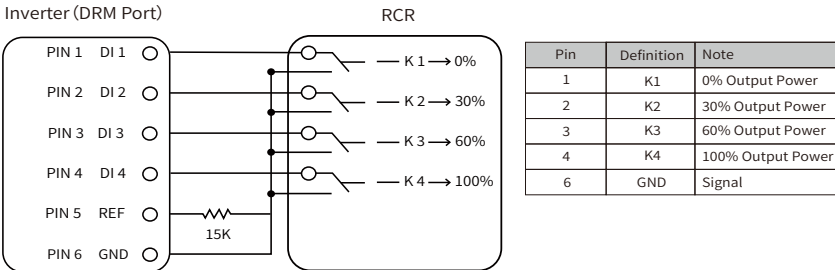 Inverter (DRM Port)
RCR
PIN 1 DI 1
K 1 → 0%
PIN 2 DI 2
K 2 → 30%
PIN 3 DI 3
K 3 → 60%
PIN 4 DI 4
K 4 → 100%
PIN 5 REF
15K
PIN 6 GND
Pin Definition Note
1 K1 0% Output Power
2 K2 30% Output Power
3 K3 60% Output Power
4 K4 100% Output Power
6 GND Signal